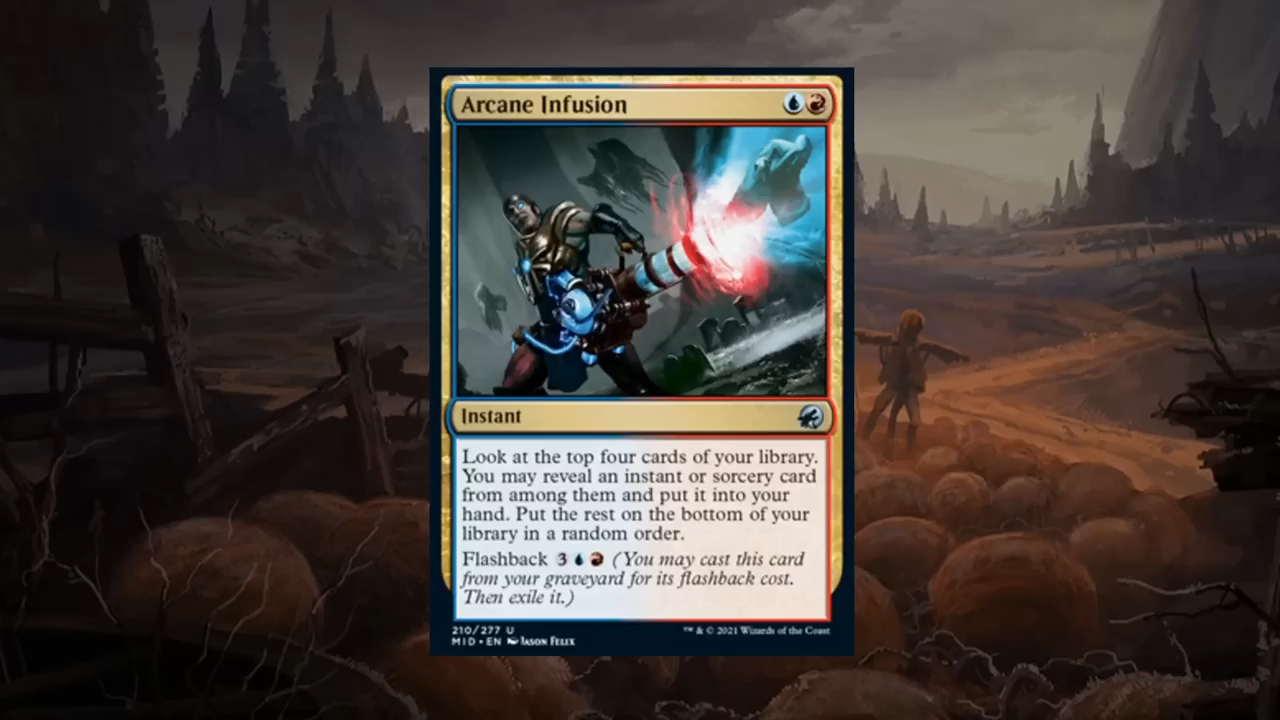 Arcane Infusion
Instant
Look at the top four cards of your library.
You may reveal an instant or sorcery card
from among them and put it into your
hand. Put the rest on the bottom of your
library in a random order.
Flashback 3 (You may cast this card
from your graveyard for its flashback cost.
Then exile it.)
210/277 U
MID • EN Jason Felix
™ & © 2021 Wizards of the Coast